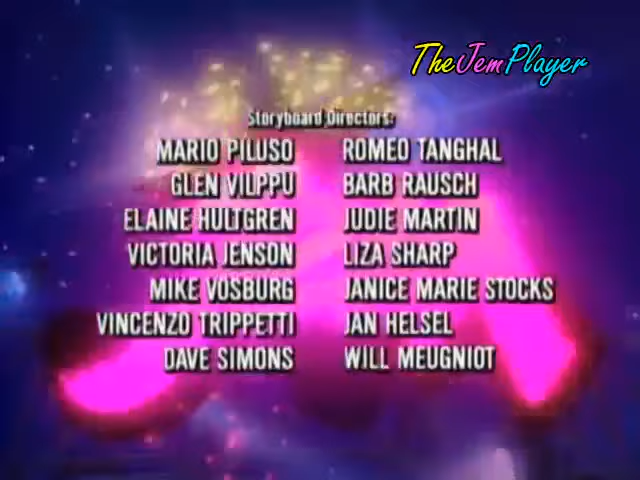 TheJemPlayer
Storyboard Directors:
MARIO PILUSO ROMEO TANGHAL
GLEN VILPPU BARB RAUSCH
ELAINE HULTGREN JUDIE MARTIN
VICTORIA JENSON LIZA SHARP
MIKE VOSBURG JANICE MARIE STOCKS
VINCENZO TRIPPETTI JAN HELSEL
DAVE SIMONS WILL MEUGNIOT